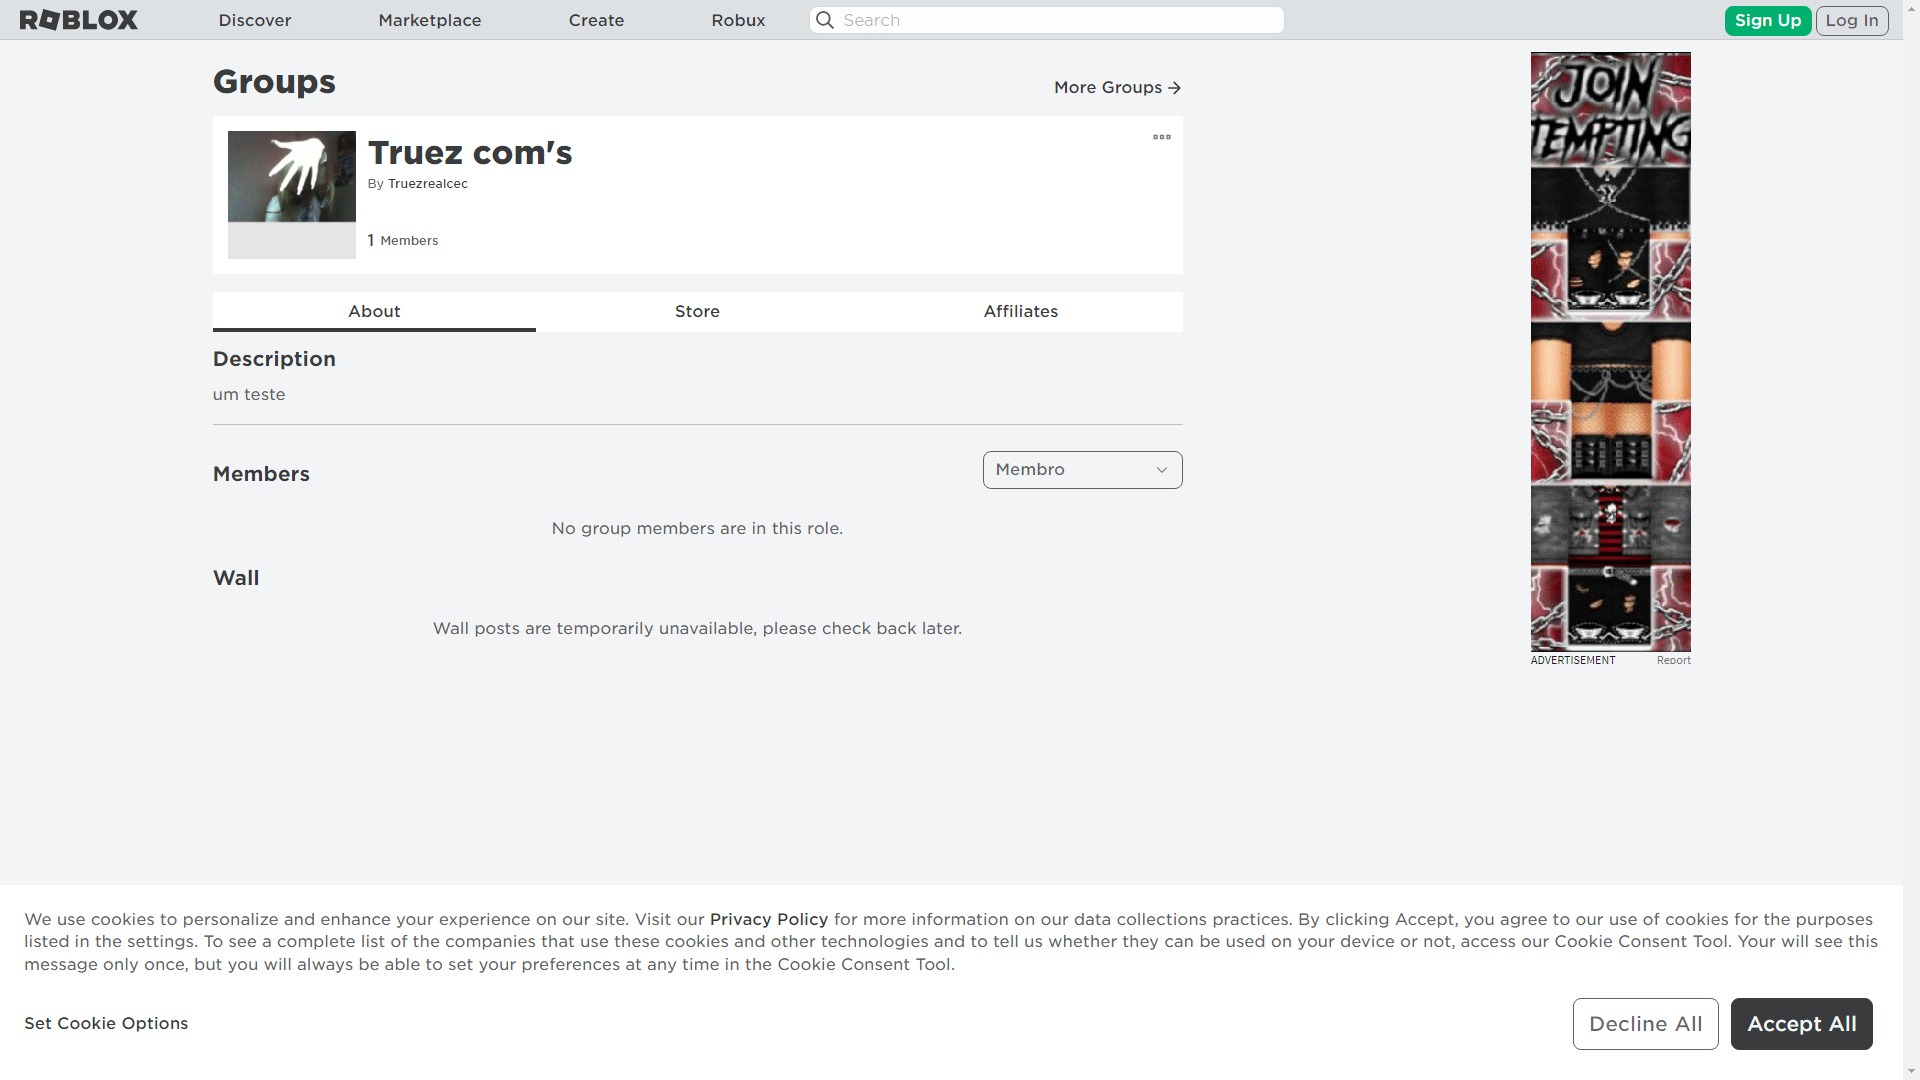 ROBLOX
Discover
Marketplace
Create
Robux
Search
Sign Up
Log In
Groups
More Groups
Truez com's
By Truezrealcec
1 Members
About
Store
Affiliates
Description
um teste
Members
Membro
No group members are in this role.
Wall
Wall posts are temporarily unavailable, please check back later.
JOIN
TEMPTING
ADVERTISEMENT
Report
We use cookies to personalize and enhance your experience on our site. Visit our Privacy Policy for more information on our data collections practices. By clicking Accept, you agree to our use of cookies for the purposes
listed in the settings. To see a complete list of the companies that use these cookies and other technologies and to tell us whether they can be used on your device or not, access our Cookie Consent Tool. Your will see this
message only once, but you will always be able to set your preferences at any time in the Cookie Consent Tool.
Set Cookie Options
Decline All
Accept All